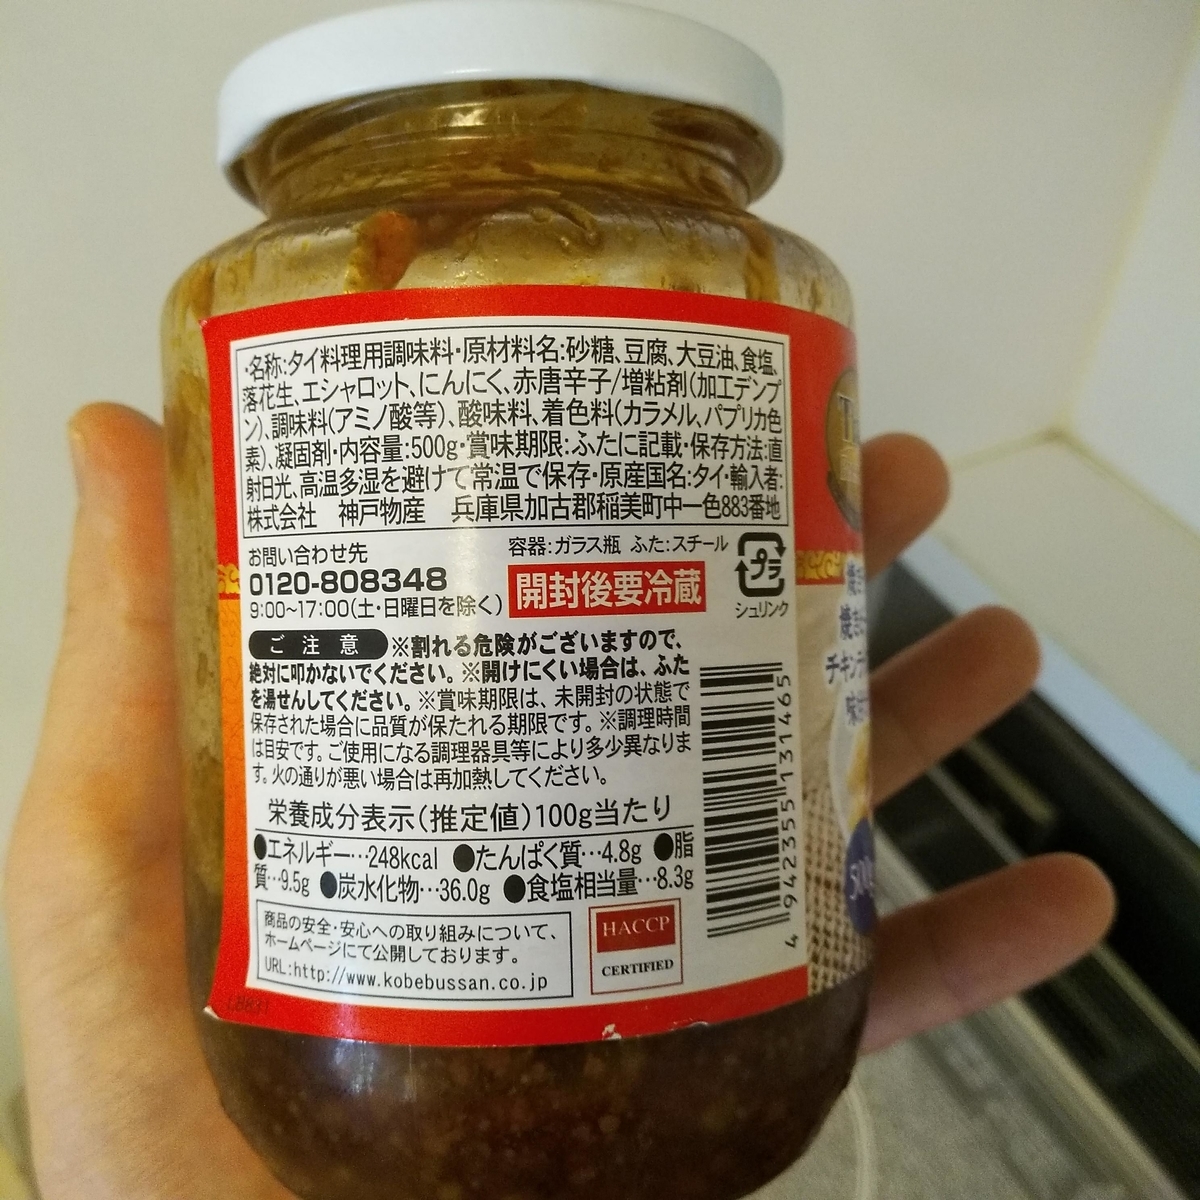 ・名称:タイ料理用調味料・原材料名:砂糖、豆腐、大豆油、食塩、
落花生、エシャロット、にんにく、赤唐辛子/増粘剤(加工デンプ
ン)、調味料(アミノ酸等)、酸味料、着色料(カラメル、パプリカ色
素)、凝固剤・内容量:500g・賞味期限:ふたに記載・保存方法:直
射日光、高温多湿を避けて常温で保存・原産国名:タイ・輸入者:
株式会社 神戸物産 兵庫県加古郡稲美町中一色883番地
お問い合わせ先
0120-808348
9:00~17:00(土・日曜日を除く)
容器:ガラス瓶 ふた:スチール
開封後要冷蔵
プラ
シュリンク
ご注意 ※割れる危険がございますので、
絶対に叩かないでください。※開けにくい場合は、ふた
を湯せんしてください。※賞味期限は、未開封の状態で
保存された場合に品質が保たれる期限です。※調理時間
は目安です。ご使用になる調理器具等により多少異なりま
す。火の通りが悪い場合は再加熱してください。
栄養成分表示(推定値)100g当たり
●エネルギー…248kcal ●たんぱく質…4.8g ●脂
質…9.5g ●炭水化物…36.0g ●食塩相当量…8.3g
商品の安全・安心への取り組みについて、
ホームページにて公開しております。
URL:http://www.kobebussan.co.jp
HACCP
CERTIFIED
4 942355 131465
焼き
チキンラ
味付
500g